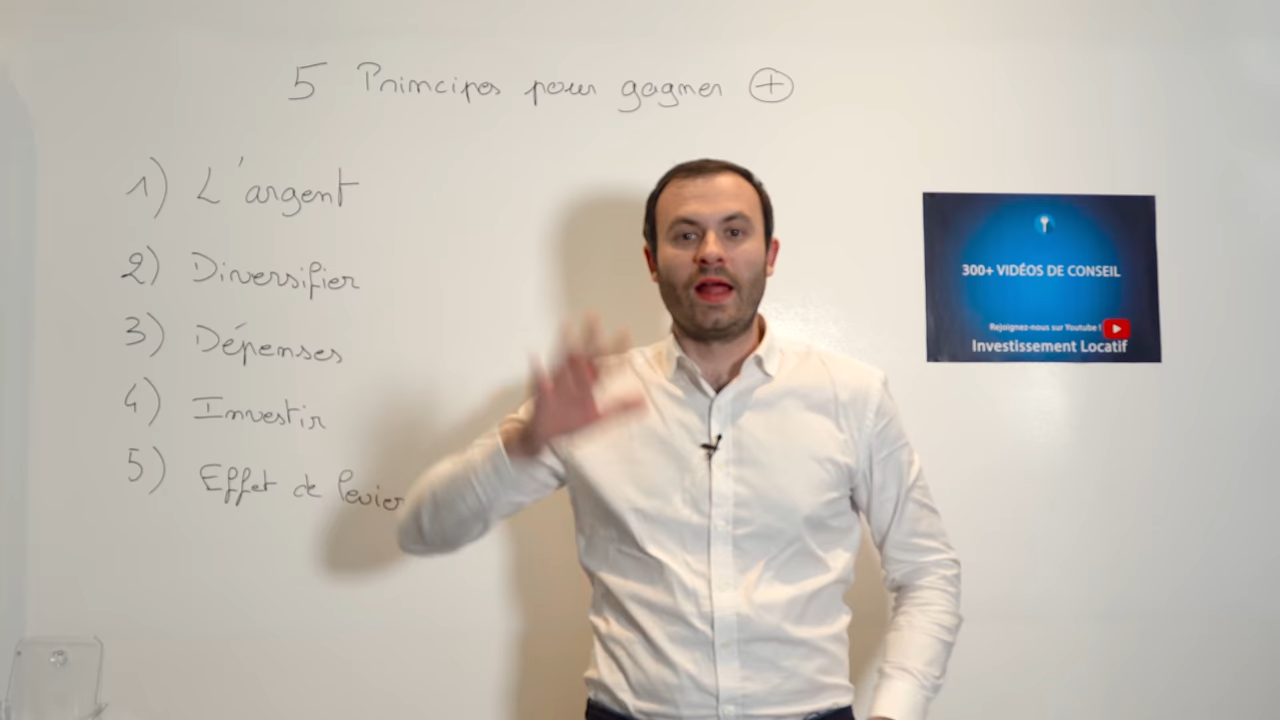 5 Principes pour gagner +
1) L'argent
2) Diversifier
3) Dépenses
4) Investir
5) Effet de levier
300+ VIDÉOS DE CONSEIL
Rejoignez-nous sur Youtube !
Investissement Locatif